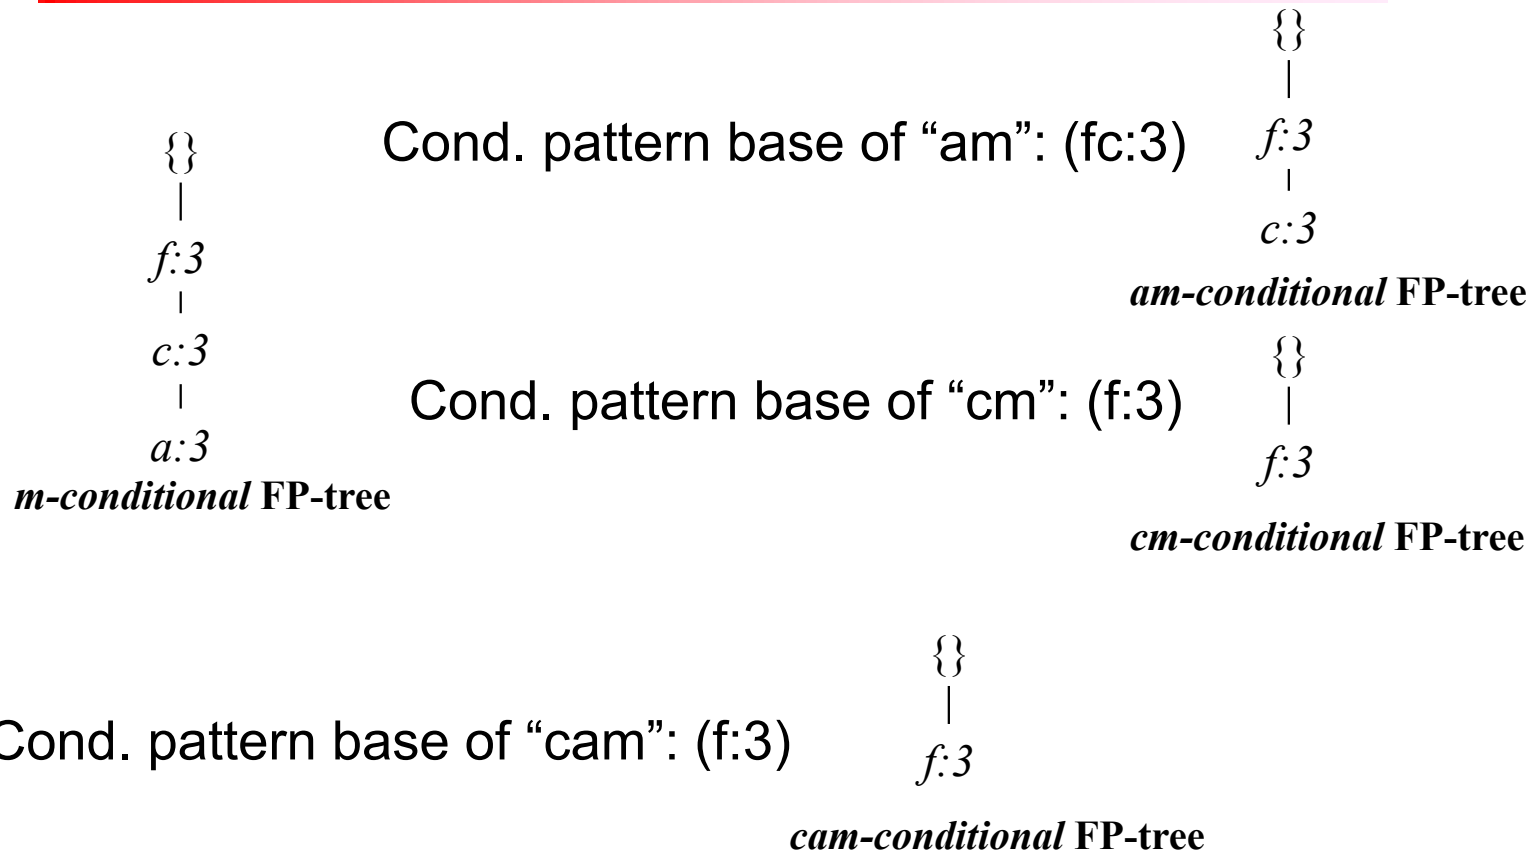 {}
|
f:3
|
c:3
|
a:3
m-conditional FP-tree
Cond. pattern base of “am”: (fc:3)
{}
|
f:3
|
c:3
am-conditional FP-tree
Cond. pattern base of “cm”: (f:3)
{}
|
f:3
cm-conditional FP-tree
Cond. pattern base of “cam”: (f:3)
{}
|
f:3
cam-conditional FP-tree